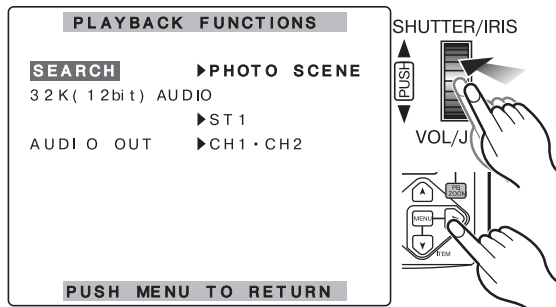 PLAYBACK FUNCTIONS
SEARCH ▶PHOTO SCENE
32K(12bit) AUDIO
▶ST1
AUDIO OUT ▶CH1・CH2
PUSH MENU TO RETURN
SHUTTER/IRIS
PUSH
VOL/J
PB ZOOM
MENU
ITEM